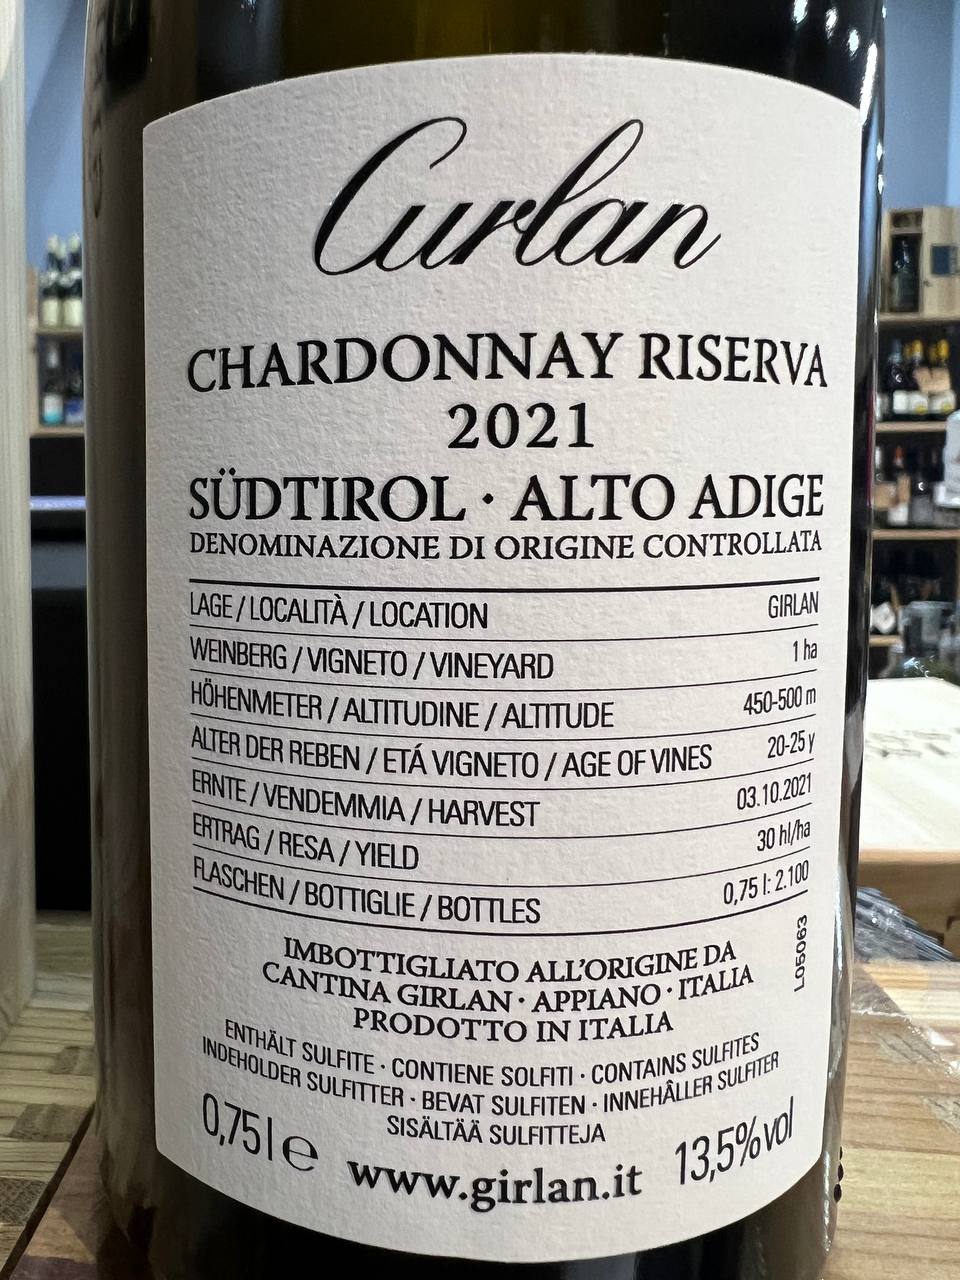 Curlan
CHARDONNAY RISERVA
2021
SÜDTIROL · ALTO ADIGE
DENOMINAZIONE DI ORIGINE CONTROLLATA
LAGE / LOCALITÀ / LOCATION GIRLAN
WEINBERG / VIGNETO / VINEYARD 1 ha
HÖHENMETER / ALTITUDINE / ALTITUDE 450-500 m
ALTER DER REBEN / ETÁ VIGNETO / AGE OF VINES 20-25 y
ERNTE / VENDEMMIA / HARVEST 03.10.2021
ERTRAG / RESA / YIELD 30 hl/ha
FLASCHEN / BOTTIGLIE / BOTTLES 0,75 l: 2.100
L05063
IMBOTTIGLIATO ALL'ORIGINE DA
CANTINA GIRLAN · APPIANO · ITALIA
PRODOTTO IN ITALIA
ENTHÄLT SULFITE · CONTIENE SOLFITI · CONTAINS SULFITES
INDEHOLDER SULFITTER · BEVAT SULFITEN · INNEHÂLLER SULFITER
SISÄLTÄÄ SULFITTEJA
0,75 l e www.girlan.it 13,5% vol